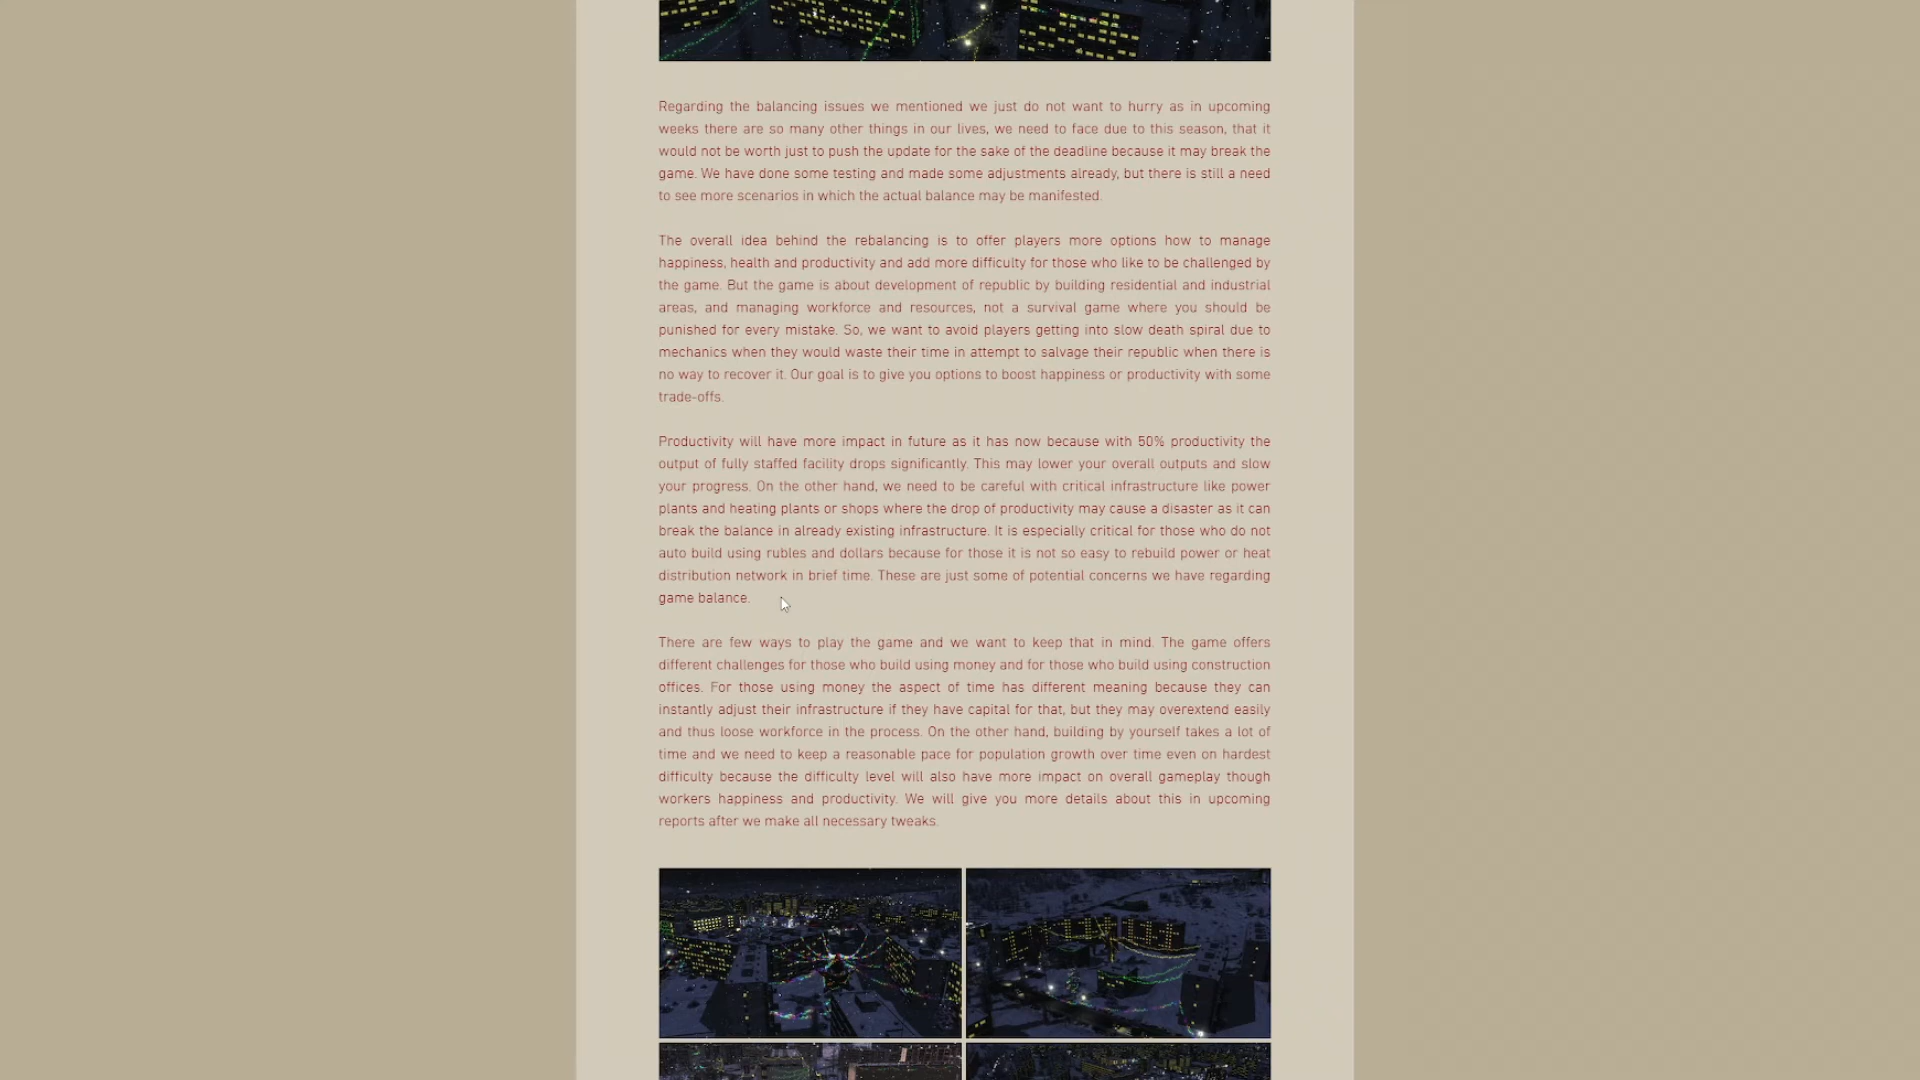 Regarding the balancing issues we mentioned we just do not want to hurry as in upcoming
weeks there are so many other things in our lives, we need to face due to this season, that it
would not be worth just to push the update for the sake of the deadline because it may break the
game. We have done some testing and made some adjustments already, but there is still a need
to see more scenarios in which the actual balance may be manifested.
The overall idea behind the rebalancing is to offer players more options how to manage
happiness, health and productivity and add more difficulty for those who like to be challenged by
the game. But the game is about development of republic by building residential and industrial
areas, and managing workforce and resources, not a survival game where you should be
punished for every mistake. So, we want to avoid players getting into slow death spiral due to
mechanics when they would waste their time in attempt to salvage their republic when there is
no way to recover it. Our goal is to give you options to boost happiness or productivity with some
trade-offs.
Productivity will have more impact in future as it has now because with 50% productivity the
output of fully staffed facility drops significantly. This may lower your overall outputs and slow
your progress. On the other hand, we need to be careful with critical infrastructure like power
plants and heating plants or shops where the drop of productivity may cause a disaster as it can
break the balance in already existing infrastructure. It is especially critical for those who do not
auto build using rubles and dollars because for those it is not so easy to rebuild power or heat
distribution network in brief time. These are just some of potential concerns we have regarding
game balance.
There are few ways to play the game and we want to keep that in mind. The game offers
different challenges for those who build using money and for those who build using construction
offices. For those using money the aspect of time has different meaning because they can
instantly adjust their infrastructure if they have capital for that, but they may overextend easily
and thus loose workforce in the process. On the other hand, building by yourself takes a lot of
time and we need to keep a reasonable pace for population growth over time even on hardest
difficulty because the difficulty level will also have more impact on overall gameplay though
workers happiness and productivity. We will give you more details about this in upcoming
reports after we make all necessary tweaks.